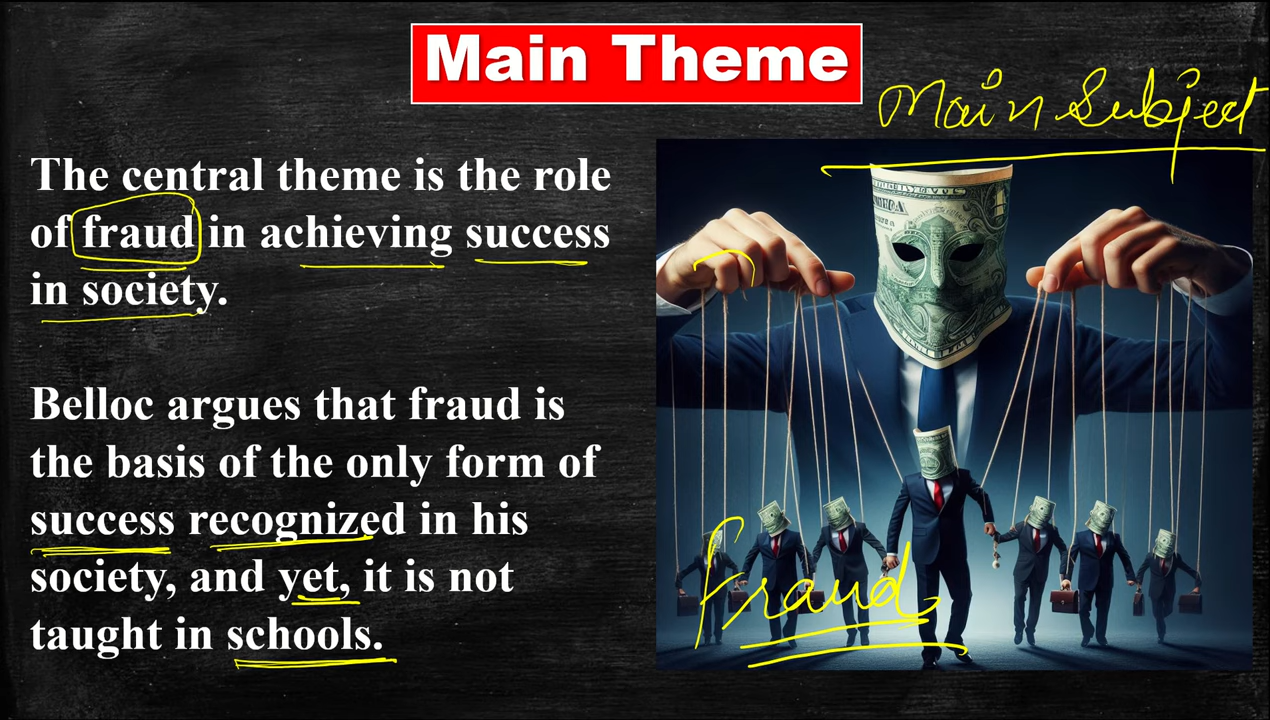 Main Theme
Main Subject
The central theme is the role
of fraud in achieving success
in society.
Belloc argues that fraud is
the basis of the only form of
success recognized in his
society, and yet, it is not
taught in schools.
Fraud